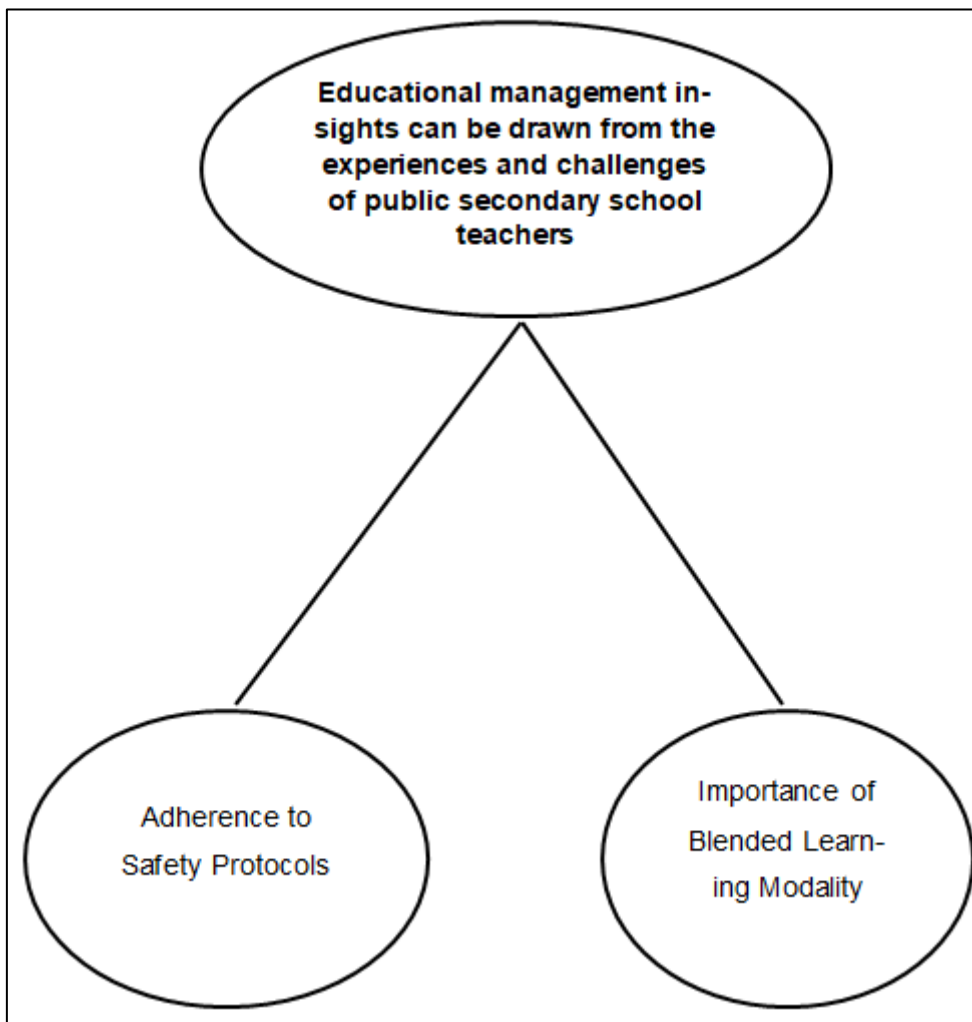 Educational management in-
sights can be drawn from the
experiences and challenges
of public secondary school
teachers
Adherence to
Safety Protocols
Importance of
Blended Learn-
ing Modality